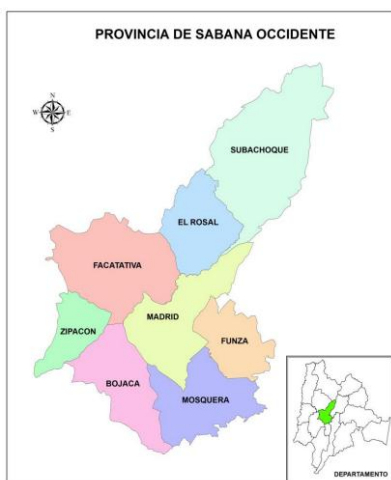 PROVINCIA DE SABANA OCCIDENTE
N
W E
S
SUBACHOQUE
EL ROSAL
FACATATIVA
MADRID
ZIPACON
FUNZA
BOJACA
MOSQUERA
DEPARTAMENTO